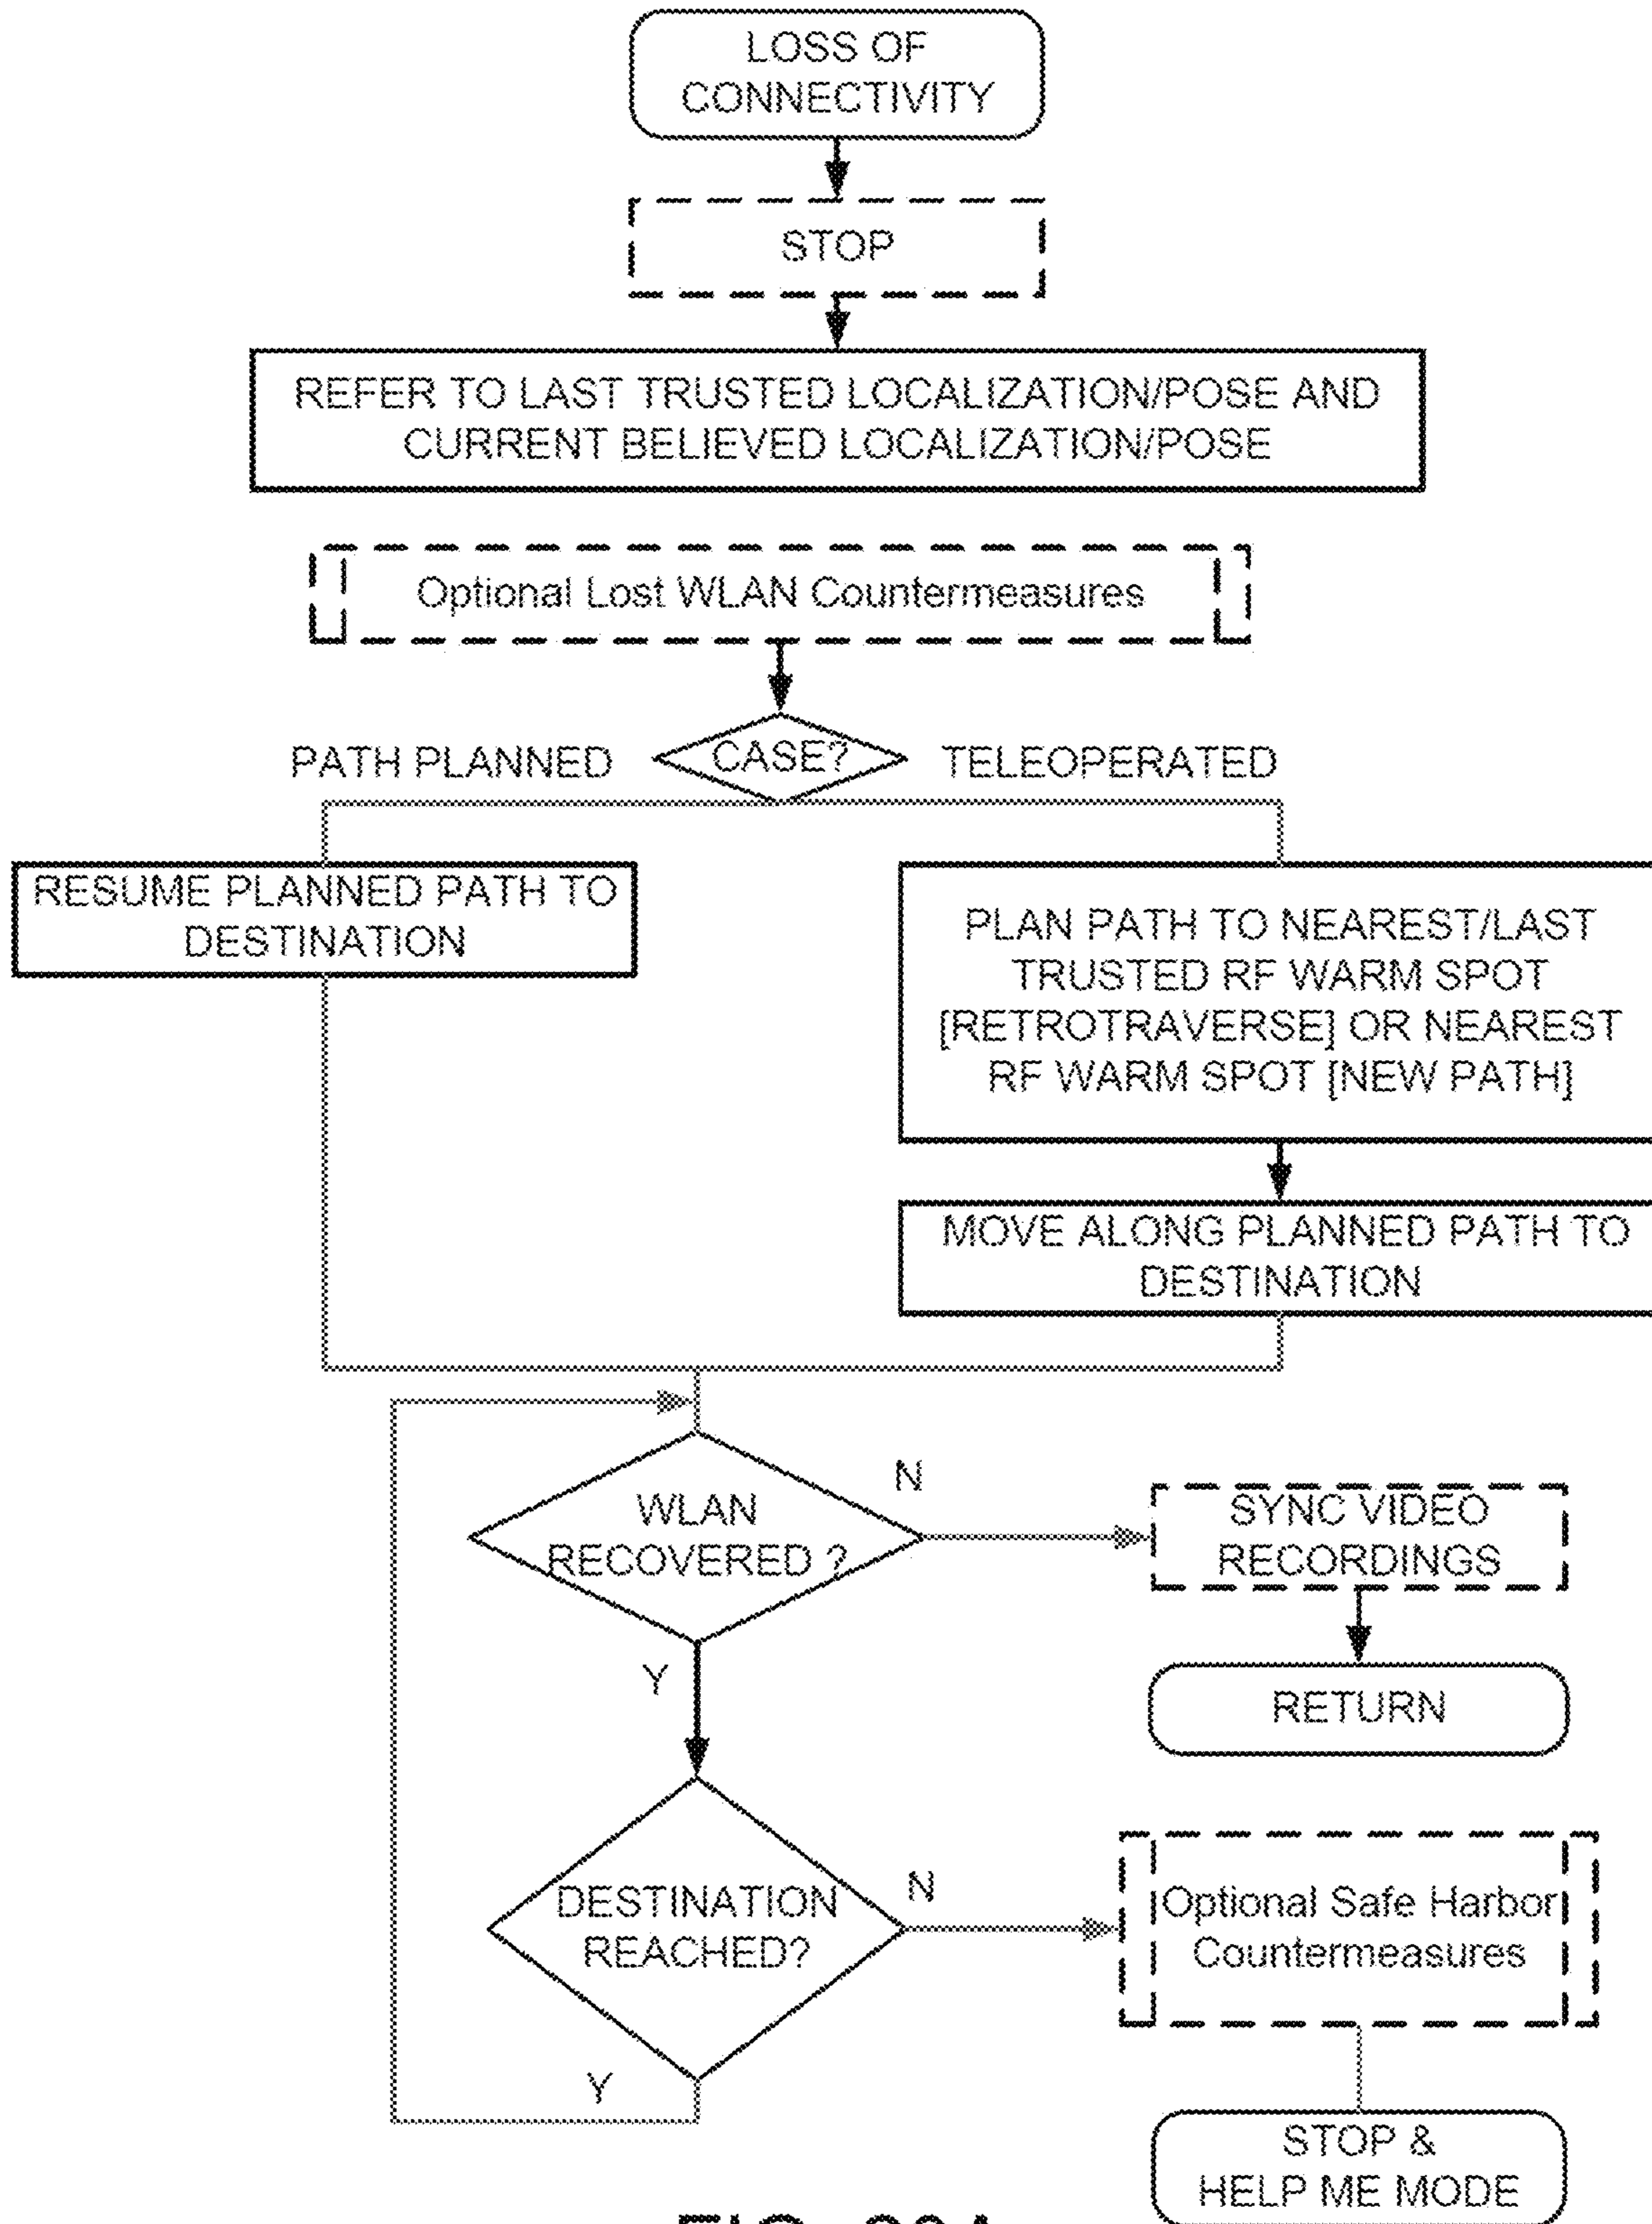 LOSS OF
CONNECTIVITY
STOP
REFER TO LAST TRUSTED LOCALIZATION/POSE AND
CURRENT BELIEVED LOCALIZATION/POSE
Optional Lost WLAN Countermeasures
PATH PLANNED
CASE?
TELEOPERATED
RESUME PLANNED PATH TO
DESTINATION
PLAN PATH TO NEAREST/LAST
TRUSTED RF WARM SPOT
[RETROTRAVERSE] OR NEAREST
RF WARM SPOT [NEW PATH]
MOVE ALONG PLANNED PATH TO
DESTINATION
WLAN
RECOVERED ?
N
SYNC VIDEO
RECORDINGS
Y
RETURN
DESTINATION
REACHED?
N
Optional Safe Harbor
Countermeasures
Y
STOP &
HELP ME MODE